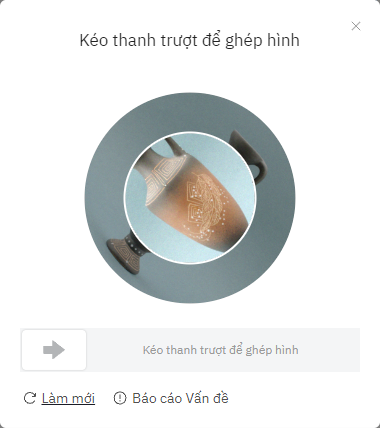 Kéo thanh trượt để ghép hình
Kéo thanh trượt để ghép hình
Làm mới
Báo cáo Vấn đề